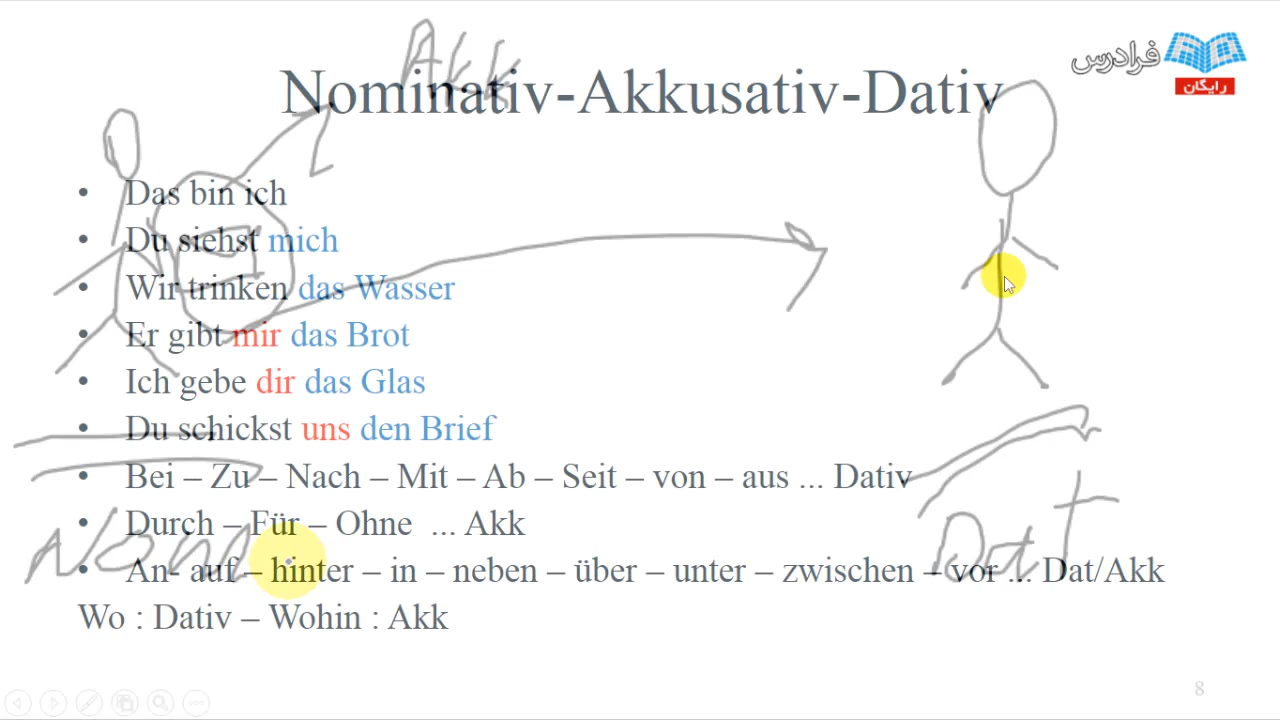 فرادرس
رایگان
Akk
Nominativ-Akkusativ-Dativ
• Das bin ich
• Du siehst mich
• Wir trinken das Wasser
• Er gibt mir das Brot
• Ich gebe dir das Glas
• Du schickst uns den Brief
• Bei – Zu – Nach – Mit – Ab – Seit – von – aus ... Dativ
• Durch – Für – Ohne ... Akk
Nom
Dat
• An- auf – hinter – in – neben – über – unter – zwischen – vor ... Dat/Akk
Wo : Dativ – Wohin : Akk
8